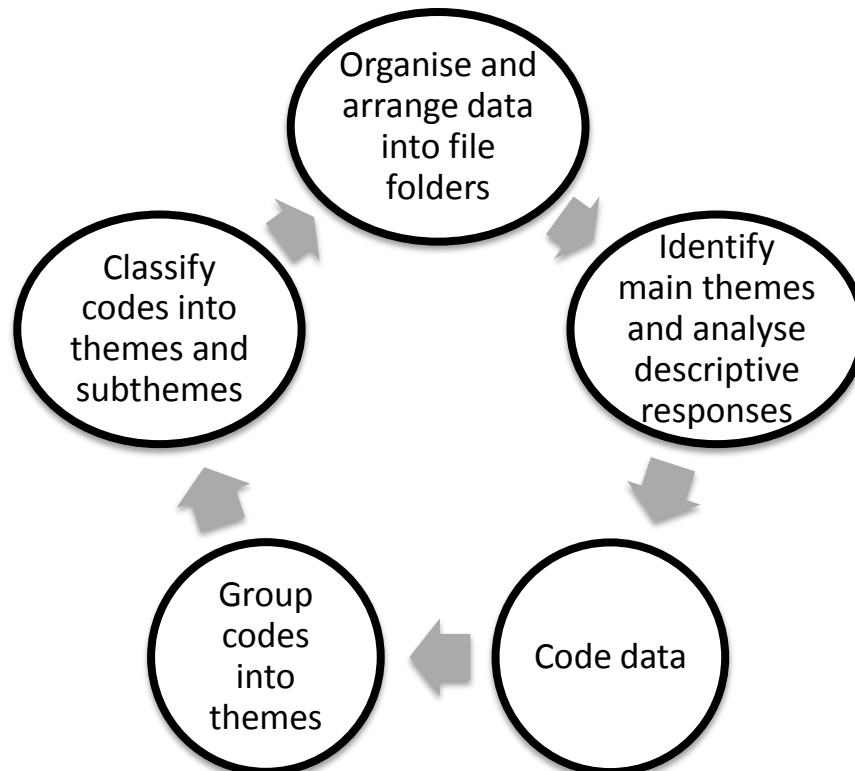 Organise and
arrange data
into file
folders
Identify
main themes
and analyse
descriptive
responses
Code data
Group
codes
into
themes
Classify
codes into
themes and
subthemes